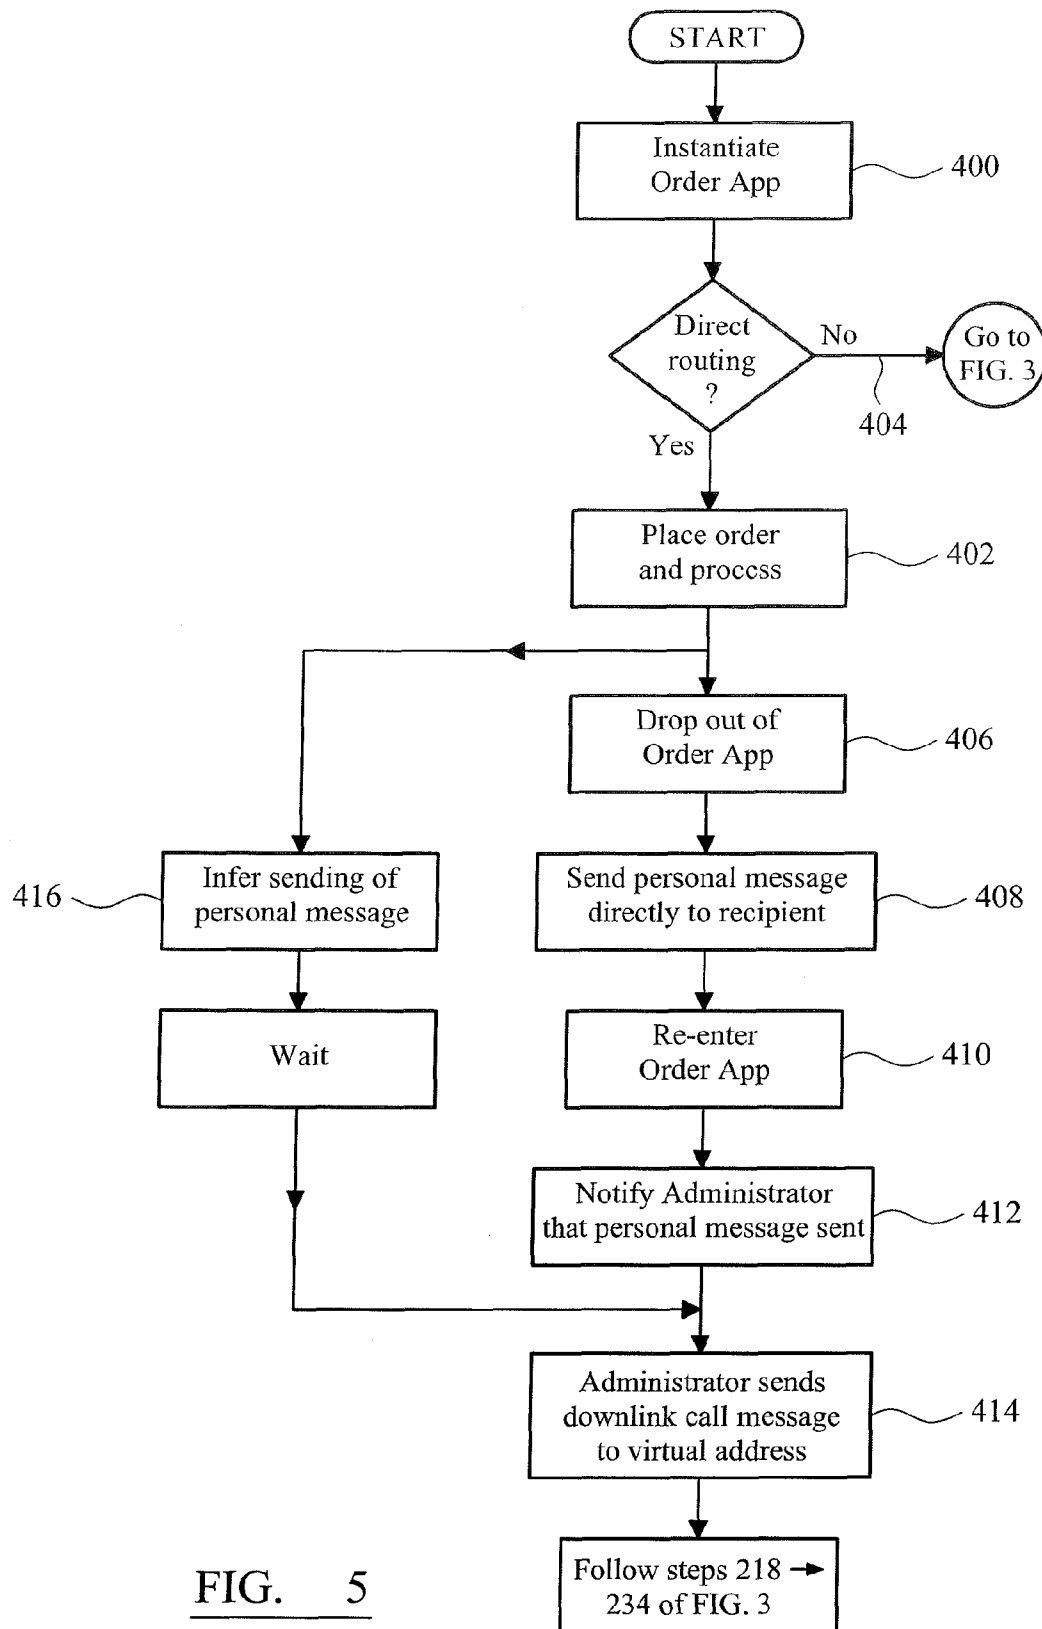 START
Instantiate
Order App
400
Direct
routing
?
No
404
Go to
FIG. 3
Yes
Place order
and process
402
Drop out of
Order App
406
Infer sending of
personal message
416
Send personal message
directly to recipient
408
Wait
Re-enter
Order App
410
Notify Administrator
that personal message sent
412
Administrator sends
downlink call message
to virtual address
414
Follow steps 218 →
234 of FIG. 3
FIG. 5